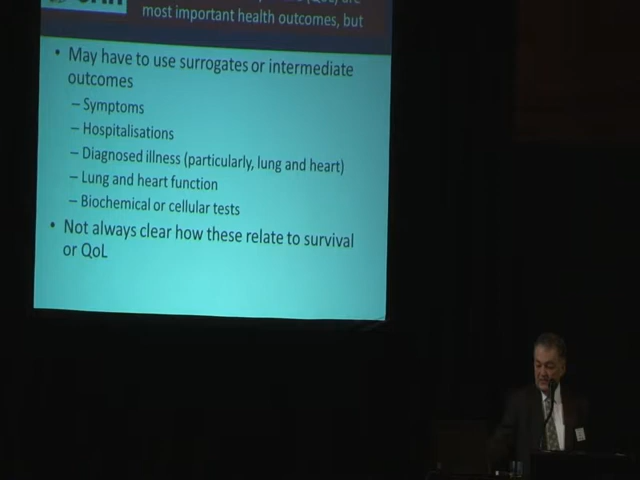 (QoL) are
most important health outcomes, but
• May have to use surrogates or intermediate
outcomes
– Symptoms
– Hospitalisations
– Diagnosed illness (particularly, lung and heart)
– Lung and heart function
– Biochemical or cellular tests
• Not always clear how these relate to survival
or QoL